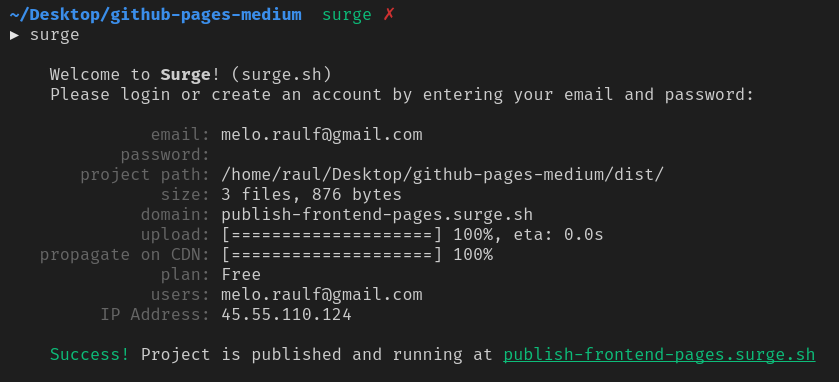 ~/Desktop/github-pages-medium surge ✗
▶ surge
Welcome to Surge! (surge.sh)
Please login or create an account by entering your email and password:
email: melo.raulf@gmail.com
password:
project path: /home/raul/Desktop/github-pages-medium/dist/
size: 3 files, 876 bytes
domain: publish-frontend-pages.surge.sh
upload: [====================] 100%, eta: 0.0s
propagate on CDN: [====================] 100%
plan: Free
users: melo.raulf@gmail.com
IP Address: 45.55.110.124
Success! Project is published and running at publish-frontend-pages.surge.sh